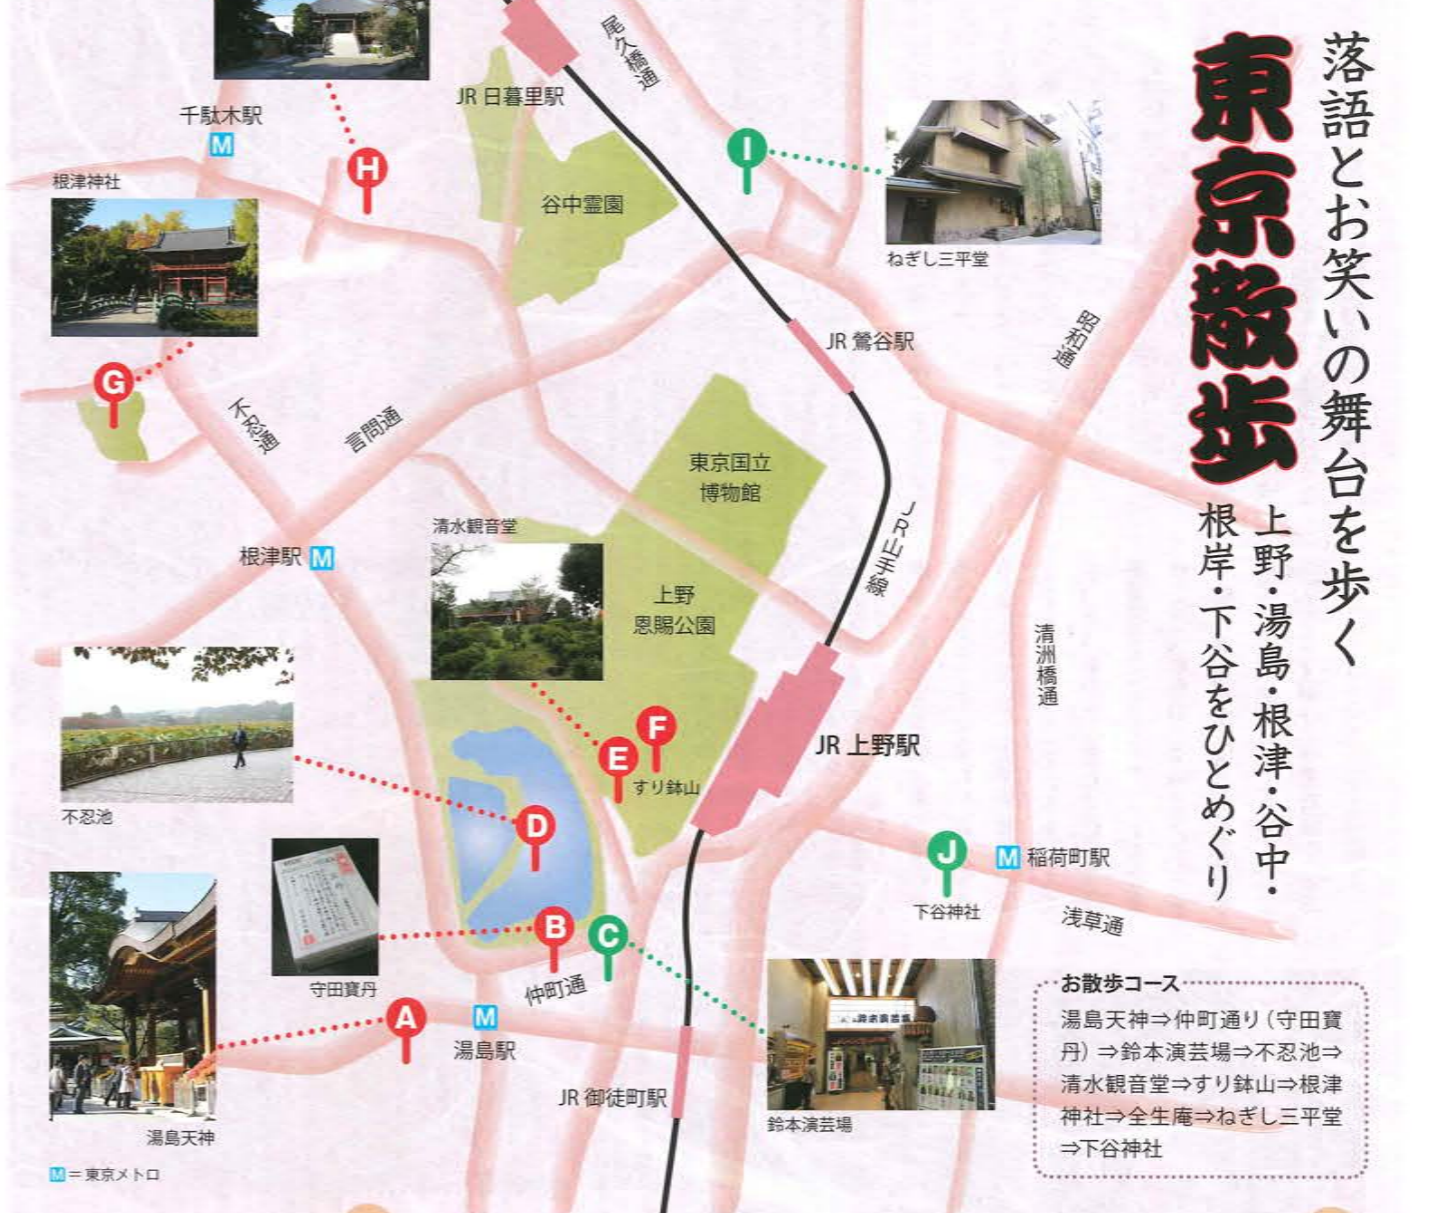 落語とお笑いの舞台を歩く
東京散歩
上野・湯島・根津・谷中・
根岸・下谷をひとめぐり
尾久橋通
JR 日暮里駅
千駄木駅
M
H
I
根津神社
谷中霊園
ねぎし三平堂
昭和通
JR 鶯谷駅
G
不忍通
言問通
東京国立
博物館
清水観音堂
JR山手線
根津駅 M
上野
恩賜公園
清洲橋通
F
E
すり鉢山
JR 上野駅
不忍池
D
J
M 稲荷町駅
下谷神社
浅草通
B
C
守田寶丹
仲町通
A
M
湯島駅
JR 御徒町駅
鈴本演芸場
湯島天神
M = 東京メトロ
お散歩コース
湯島天神⇒仲町通り（守田寶
丹）⇒鈴本演芸場⇒不忍池⇒
清水観音堂⇒すり鉢山⇒根津
神社⇒全生庵⇒ねぎし三平堂
⇒下谷神社